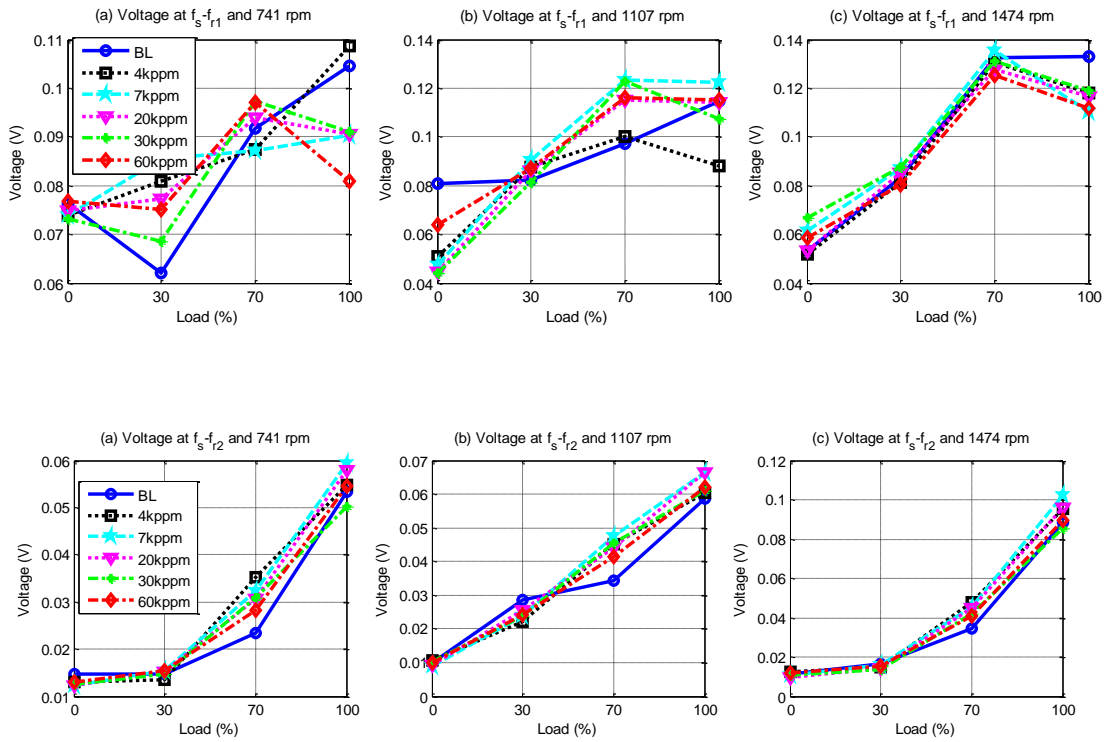 (a) Voltage at fs-fr1 and 741 rpm
(b) Voltage at fs-fr1 and 1107 rpm
(c) Voltage at fs-fr1 and 1474 rpm
0.11
0.1
0.09
0.08
0.07
0.06
Voltage (V)
BL
4kppm
7kppm
20kppm
30kppm
60kppm
0 30 70 100
Load (%)
0.14
0.12
0.1
0.08
0.06
0.04
Voltage (V)
0 30 70 100
Load (%)
0.14
0.12
0.1
0.08
0.06
0.04
Voltage (V)
0 30 70 100
Load (%)
(a) Voltage at fs-fr2 and 741 rpm
(b) Voltage at fs-fr2 and 1107 rpm
(c) Voltage at fs-fr2 and 1474 rpm
0.06
0.05
0.04
0.03
0.02
0.01
Voltage (V)
BL
4kppm
7kppm
20kppm
30kppm
60kppm
0 30 70 100
Load (%)
0.07
0.06
0.05
0.04
0.03
0.02
0.01
0
Voltage (V)
0 30 70 100
Load (%)
0.12
0.1
0.08
0.06
0.04
0.02
0
Voltage (V)
0 30 70 100
Load (%)